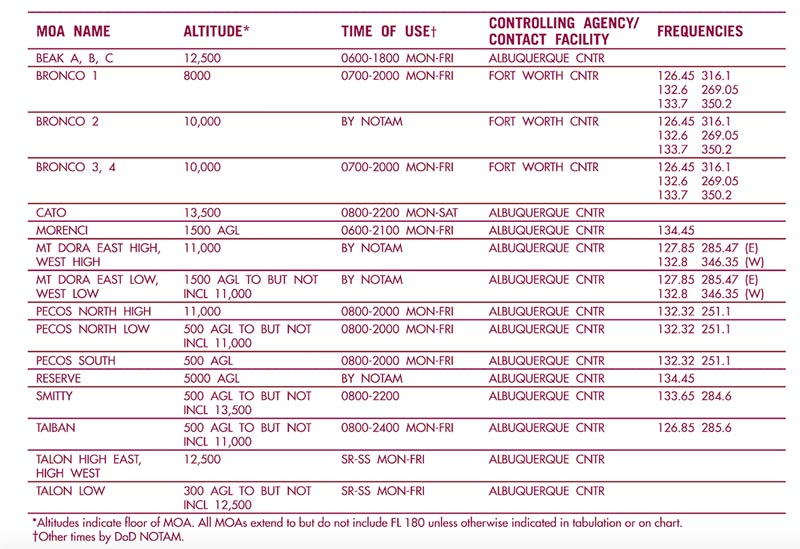 MOA NAME ALTITUDE* TIME OF USE† CONTROLLING AGENCY/ CONTACT FACILITY FREQUENCIES
BEAK A, B, C 12,500 0600-1800 MON-FRI ALBUQUERQUE CNTR
BRONCO 1 8000 0700-2000 MON-FRI FORT WORTH CNTR 126.45 316.1
132.6 269.05
133.7 350.2
BRONCO 2 10,000 BY NOTAM FORT WORTH CNTR 126.45 316.1
132.6 269.05
133.7 350.2
BRONCO 3, 4 10,000 0700-2000 MON-FRI FORT WORTH CNTR 126.45 316.1
132.6 269.05
133.7 350.2
CATO 13,500 0800-2200 MON-SAT ALBUQUERQUE CNTR
MORENCI 1500 AGL 0600-2100 MON-FRI ALBUQUERQUE CNTR 134.45
MT DORA EAST HIGH, 11,000 BY NOTAM ALBUQUERQUE CNTR 127.85 285.47 (E)
WEST HIGH 132.8 346.35 (W)
MT DORA EAST LOW, 1500 AGL TO BUT NOT BY NOTAM ALBUQUERQUE CNTR 127.85 285.47 (E)
WEST LOW INCL 11,000 132.8 346.35 (W)
PECOS NORTH HIGH 11,000 0800-2000 MON-FRI ALBUQUERQUE CNTR 132.32 251.1
PECOS NORTH LOW 500 AGL TO BUT NOT 0800-2000 MON-FRI ALBUQUERQUE CNTR 132.32 251.1
INCL 11,000
PECOS SOUTH 500 AGL 0800-2000 MON-FRI ALBUQUERQUE CNTR 132.32 251.1
RESERVE 5000 AGL BY NOTAM ALBUQUERQUE CNTR 134.45
SMITTY 500 AGL TO BUT NOT 0800-2200 ALBUQUERQUE CNTR 133.65 284.6
INCL 13,500
TAIBAN 500 AGL TO BUT NOT 0800-2400 MON-FRI ALBUQUERQUE CNTR 126.85 285.6
INCL 11,000
TALON HIGH EAST, 12,500 SR-SS MON-FRI ALBUQUERQUE CNTR
HIGH WEST
TALON LOW 300 AGL TO BUT NOT SR-SS MON-FRI ALBUQUERQUE CNTR
INCL 12,500
*Altitudes indicate floor of MOA. All MOAs extend to but do not include FL 180 unless otherwise indicated in tabulation or on chart.
†Other times by DoD NOTAM.